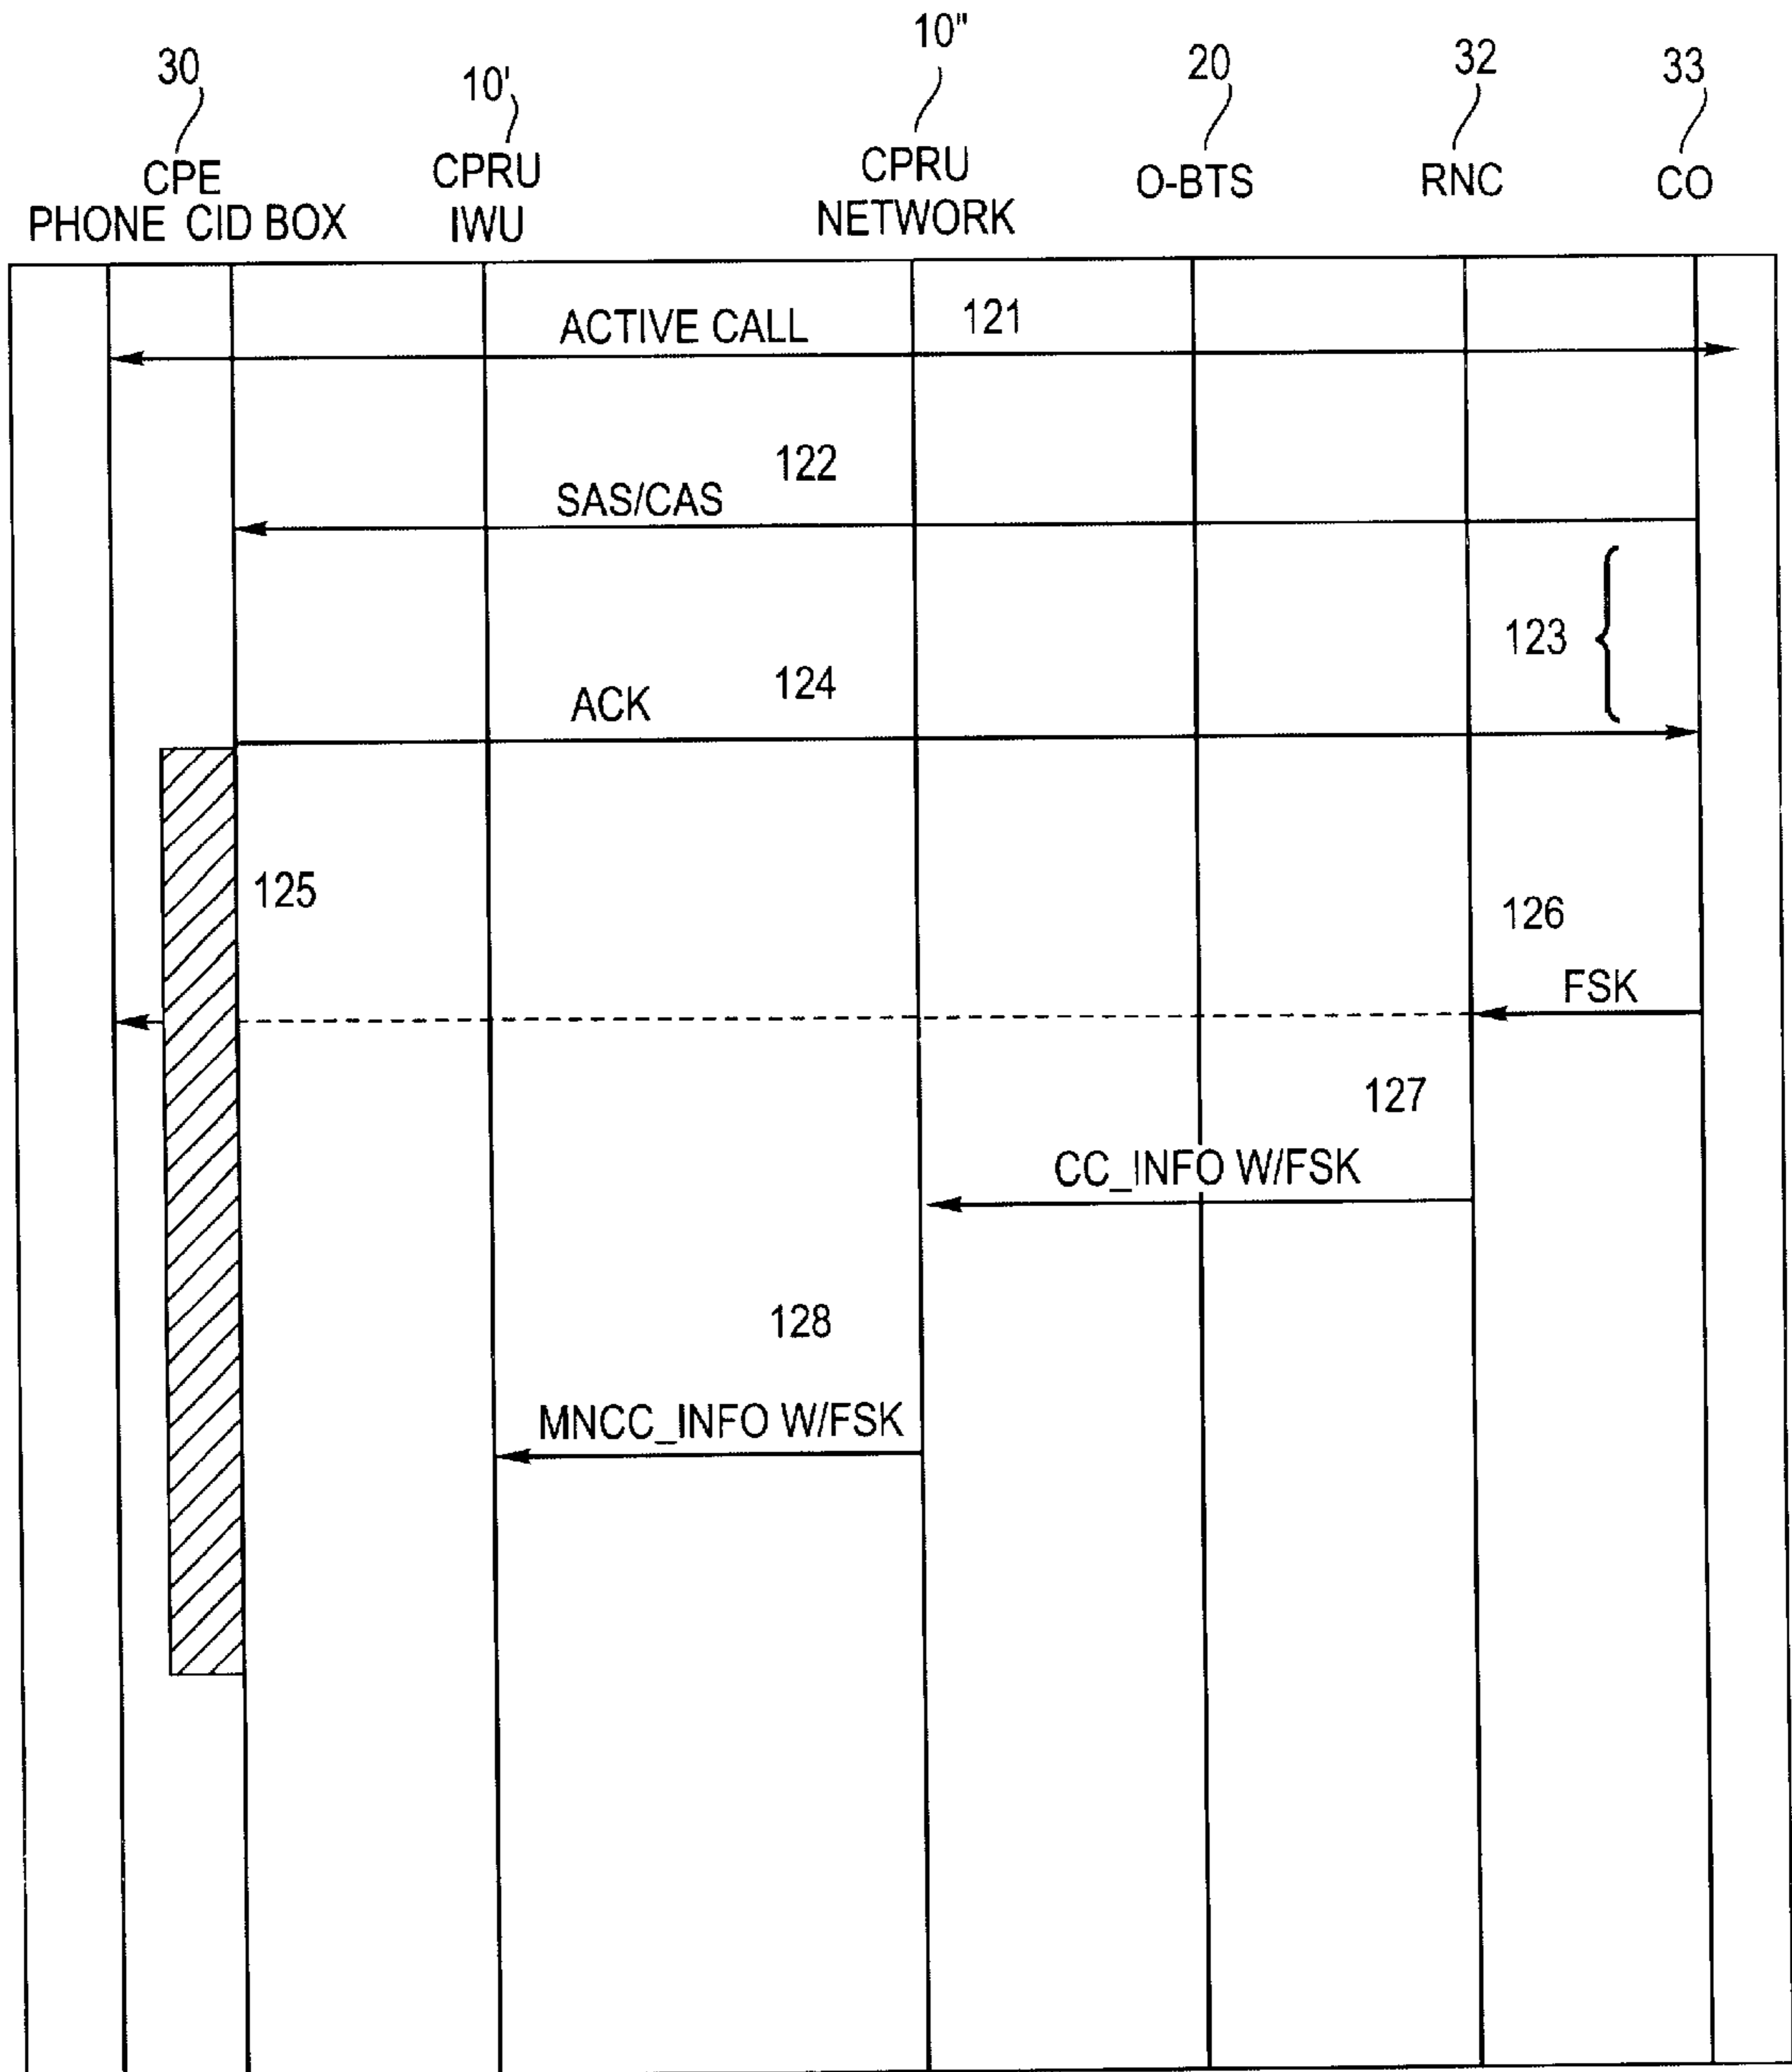 30
10'
10"
20
32
33
CPE
PHONE CID BOX
CPRU
IWU
CPRU
NETWORK
O-BTS
RNC
CO
ACTIVE CALL
121
122
SAS/CAS
123
124
ACK
125
126
FSK
127
CC_INFO W/FSK
128
MNCC_INFO W/FSK